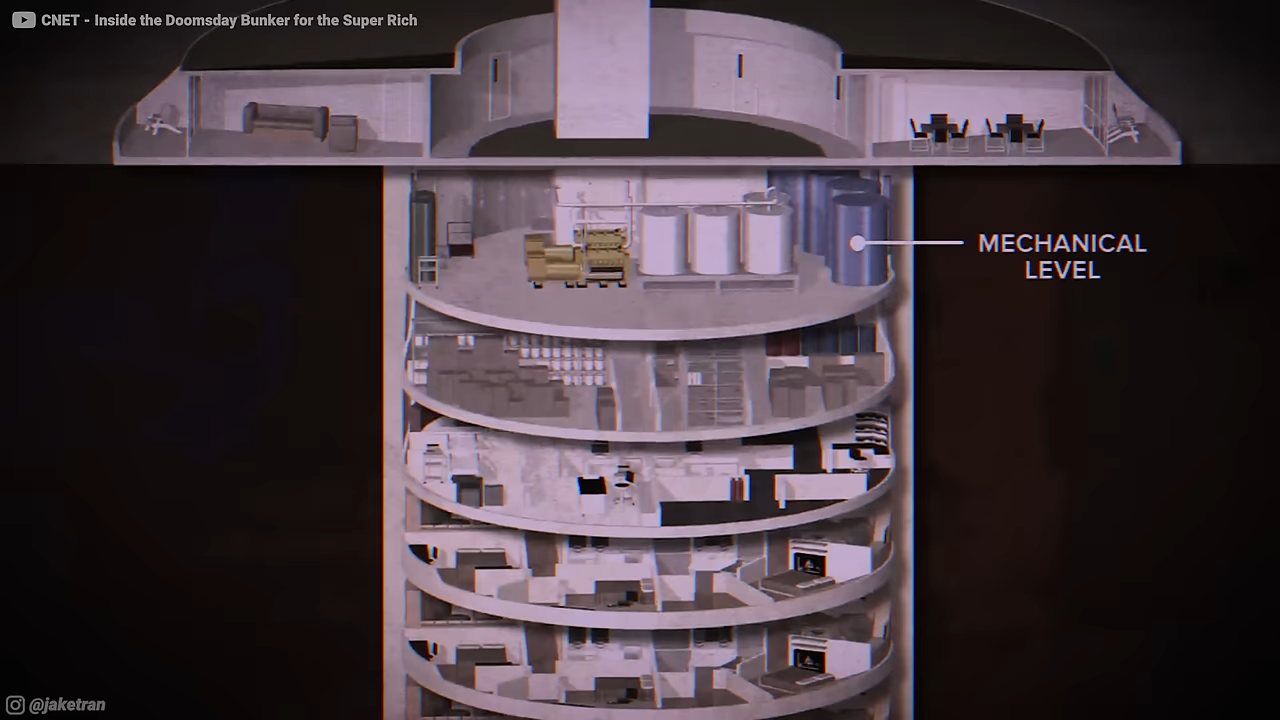 CNET - Inside the Doomsday Bunker for the Super Rich
MECHANICAL
LEVEL
@jaketran